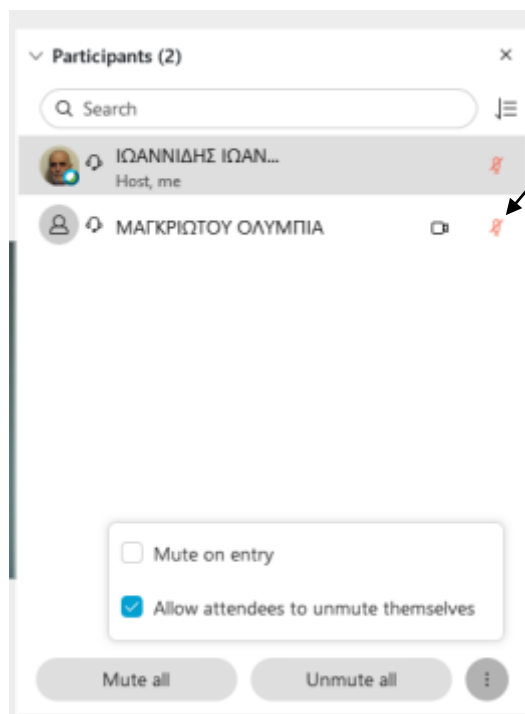 Participants (2)
Search
ΙΩΑΝΝΙΔΗΣ ΙΩΑΝ...
Host, me
ΜΑΓΚΡΙΩΤΟΥ ΟΛΥΜΠΙΑ
Mute on entry
Allow attendees to unmute themselves
Mute all
Unmute all